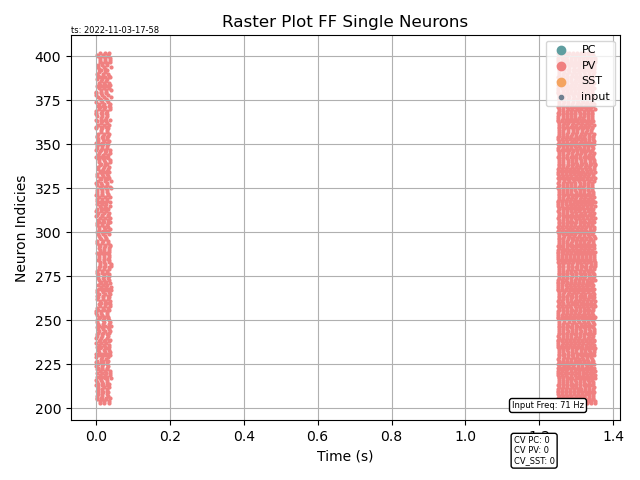 Raster Plot FF Single Neurons
ts: 2022-11-03-17-58
PC
PV
SST
input
400
375
350
325
300
275
250
225
200
Neuron Indicies
Input Freq: 71 Hz
0.0 0.2 0.4 0.6 0.8 1.0 1.2 1.4
Time (s)
CV PC: 0
CV PV: 0
CV_SST: 0